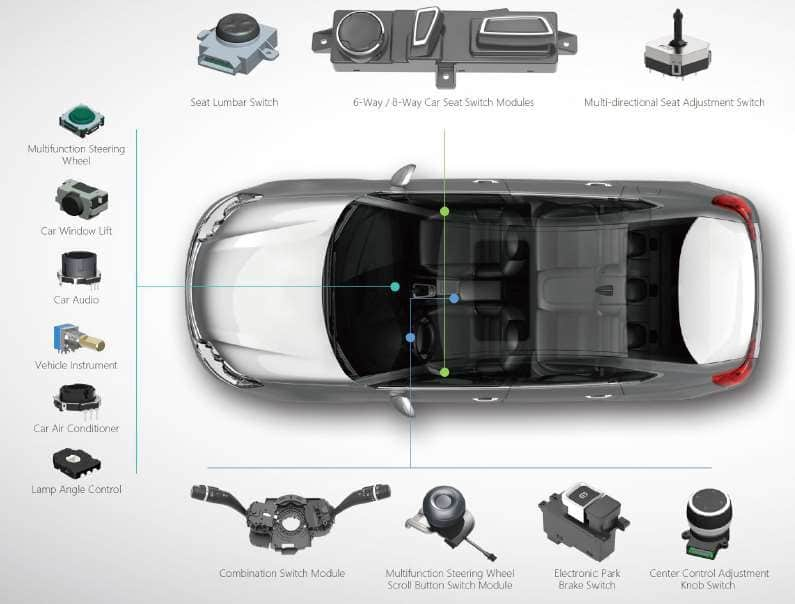 Seat Lumbar Switch
6-Way / 8-Way Car Seat Switch Modules
Multi-directional Seat Adjustment Switch
Multifunction Steering
Wheel
Car Window Lift
Car Audio
Vehicle Instrument
Car Air Conditioner
Lamp Angle Control
Combination Switch Module
Multifunction Steering Wheel
Scroll Button Switch Module
Electronic Park
Brake Switch
Center Control Adjustment
Knob Switch